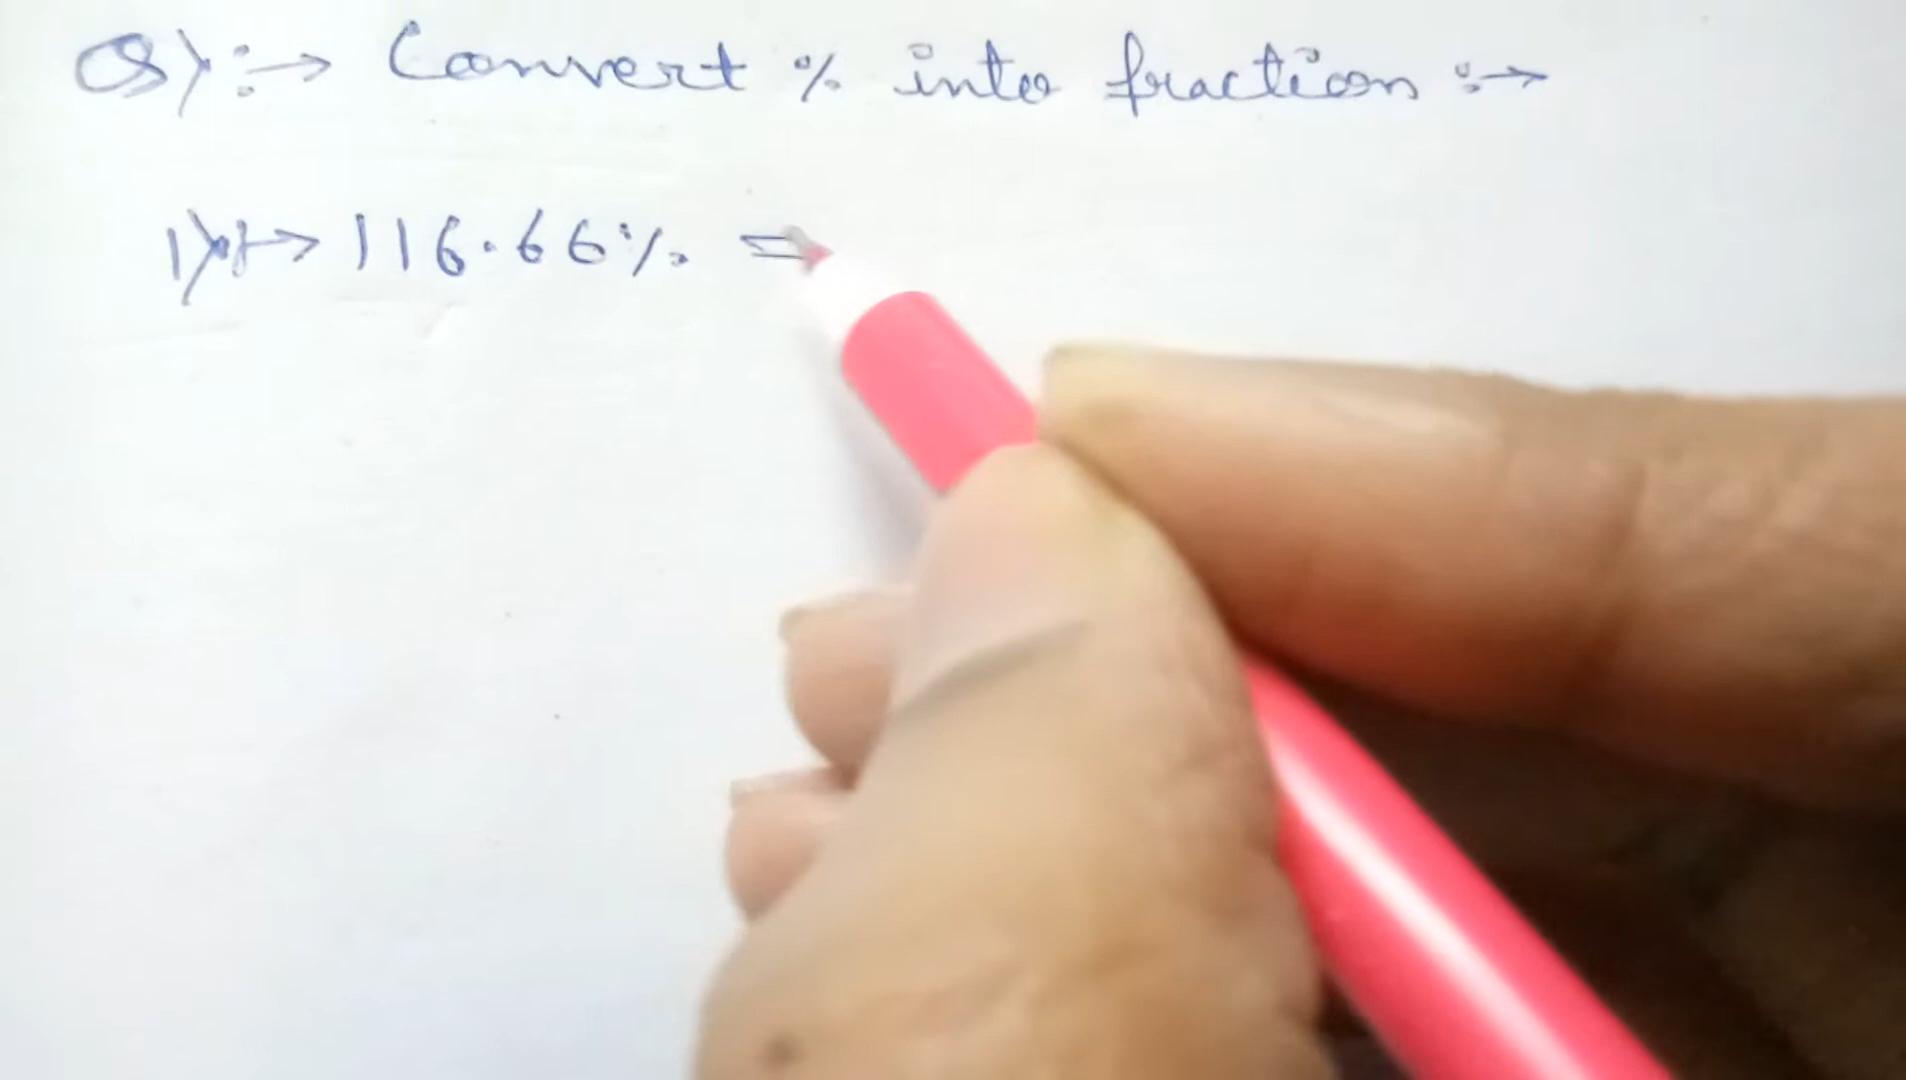 Q) :→ Convert % into fraction :→
1) :→ 116.66% =